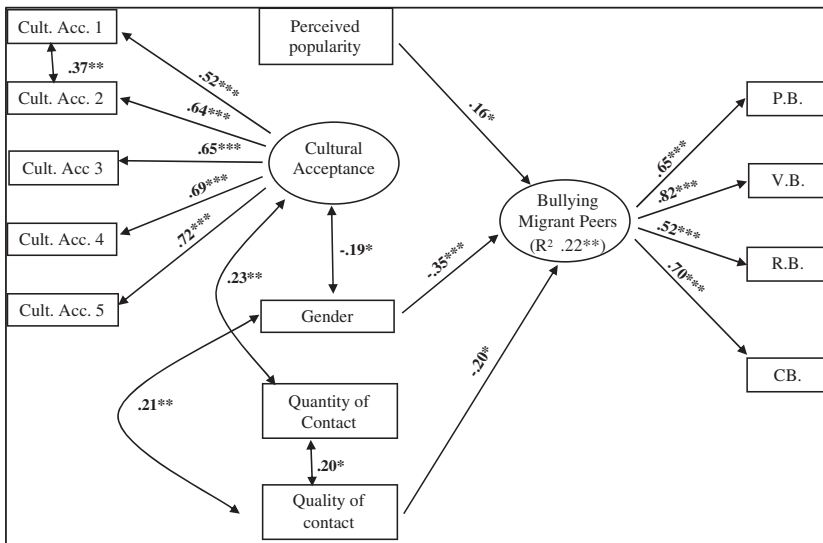 Cult. Acc. 1
.37**
Cult. Acc. 2
Cult. Acc 3
Cult. Acc. 4
Cult. Acc. 5
.52***
.64***
.65***
.69***
.72***
Perceived
popularity
Cultural
Acceptance
-.19*
.23**
Gender
.21**
Quantity of
Contact
.20*
Quality of
contact
.16*
-.35***
-.20*
Bullying
Migrant Peers
(R² .22**)
.65***
.82***
.52***
.70***
P.B.
V.B.
R.B.
CB.